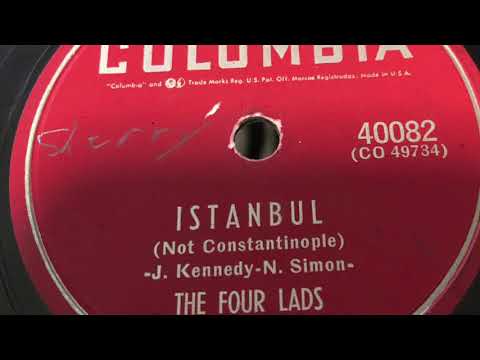 COLUMBIA
"Columbia" and Trade Marks Reg. U.S. Pat. Off. Marcas Registradas. Made in U.S.A.
Sherry
40082
(CO 49734)
ISTANBUL
(Not Constantinople)
-J. Kennedy-N. Simon-
THE FOUR LADS